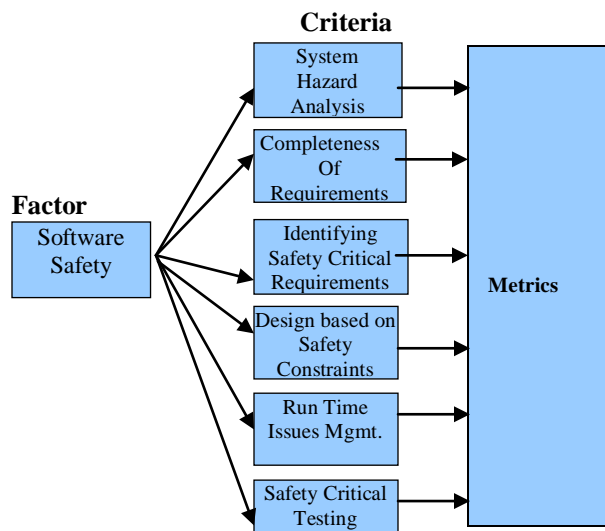 Criteria
System
Hazard
Analysis
Completeness
Of
Requirements
Factor
Software
Safety
Identifying
Safety Critical
Requirements
Metrics
Design based on
Safety
Constraints
Run Time
Issues Mgmt.
Safety Critical
Testing